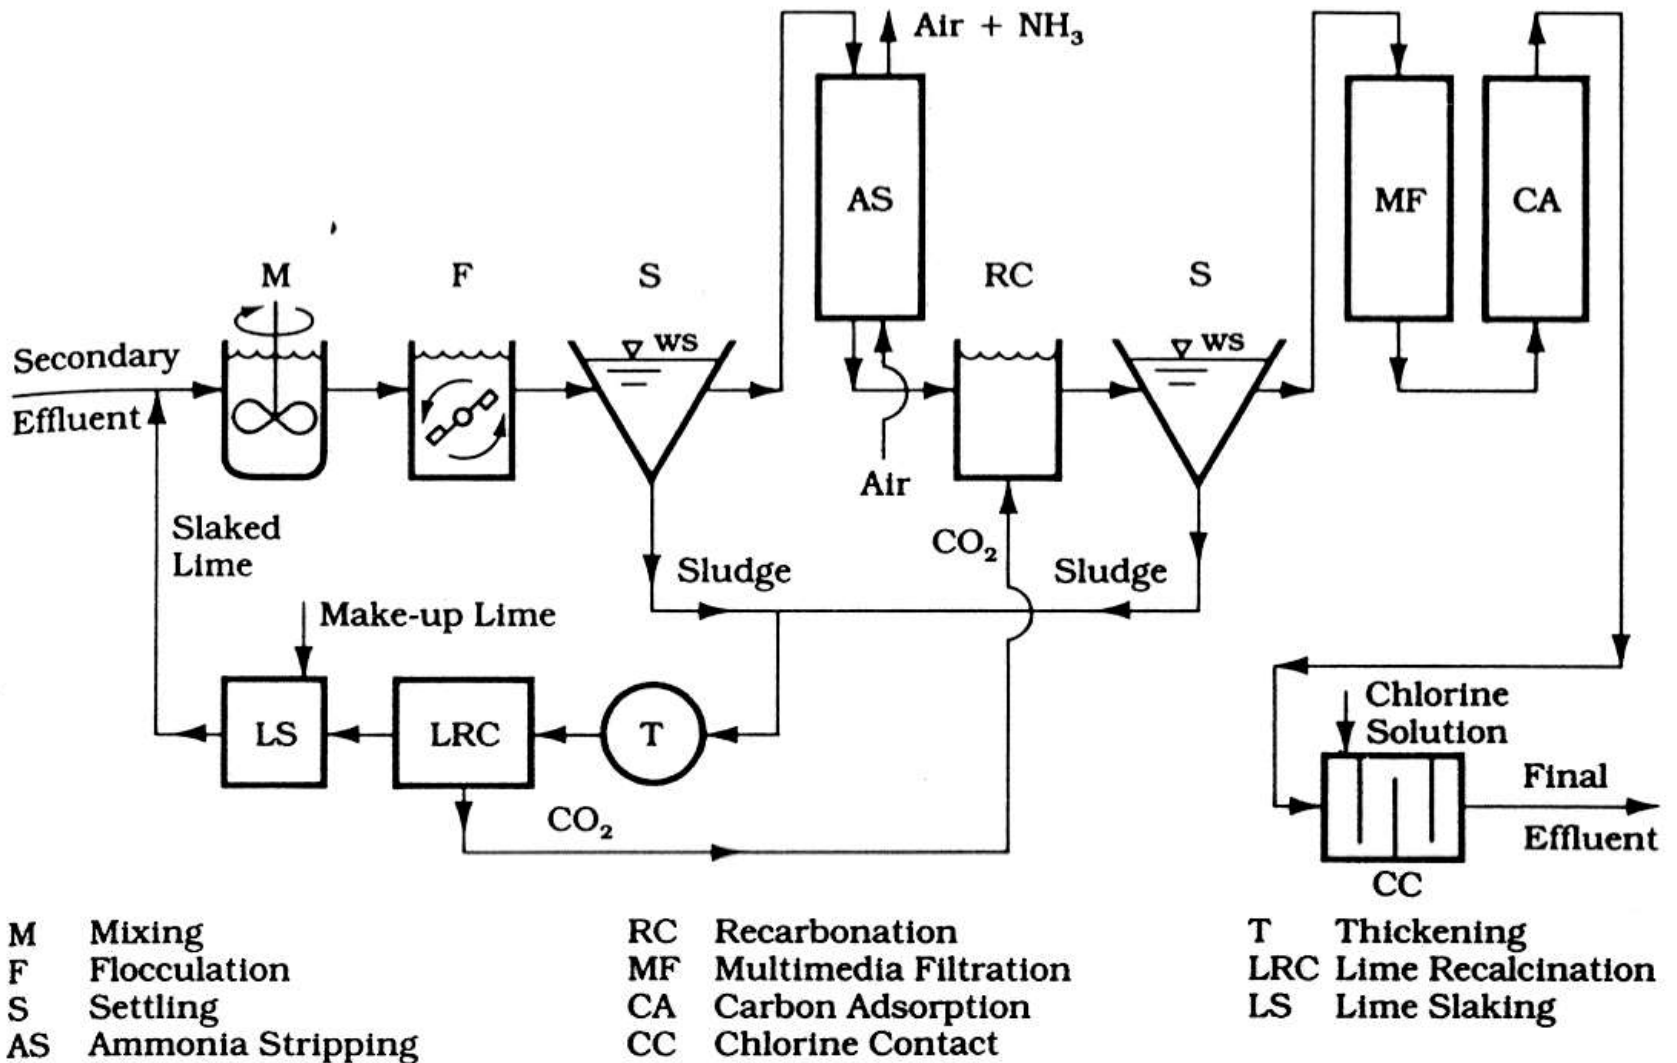 Air + NH₃
AS
MF
CA
M
F
S
RC
S
ws
ws
Secondary
Effluent
Air
Slaked
Lime
CO₂
Sludge
Sludge
Make-up Lime
LS
LRC
T
Chlorine
Solution
CO₂
Final
Effluent
CC
M Mixing
F Flocculation
S Settling
AS Ammonia Stripping
RC Recarbonation
MF Multimedia Filtration
CA Carbon Adsorption
CC Chlorine Contact
T Thickening
LRC Lime Recalcination
LS Lime Slaking